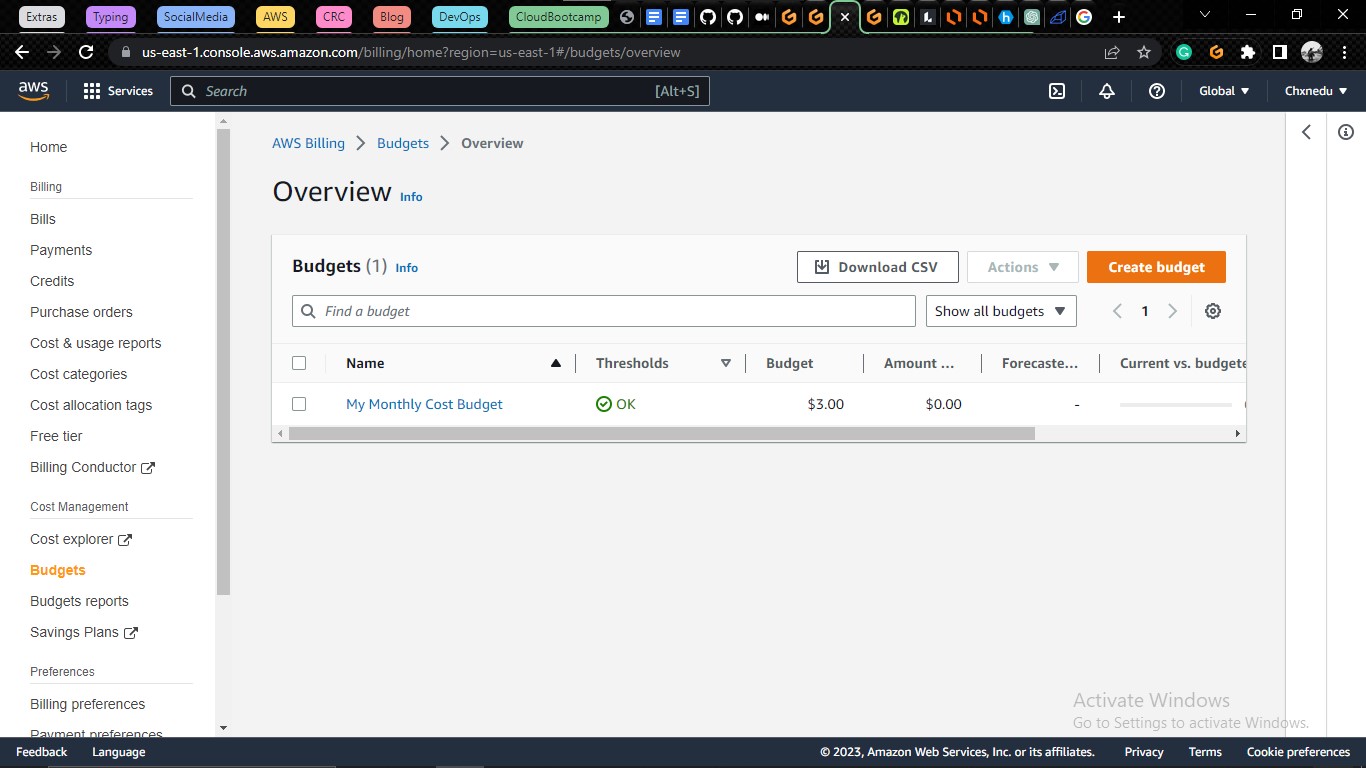 Extras Typing SocialMedia AWS CRC Blog DevOps CloudBootcamp
us-east-1.console.aws.amazon.com/billing/home?region=us-east-1#/budgets/overview
aws Services Search [Alt+S] Global Chxnedu
Home
Billing
Bills
Payments
Credits
Purchase orders
Cost & usage reports
Cost categories
Cost allocation tags
Free tier
Billing Conductor
Cost Management
Cost explorer
Budgets
Budgets reports
Savings Plans
Preferences
Billing preferences
Payment preferences
AWS Billing Budgets Overview
Overview Info
Budgets (1) Info Download CSV Actions Create budget
Find a budget Show all budgets 1
Name Thresholds Budget Amount ... Forecaste... Current vs. budgete
My Monthly Cost Budget OK $3.00 $0.00 -
Activate Windows
Go to Settings to activate Windows.
Feedback Language © 2023, Amazon Web Services, Inc. or its affiliates. Privacy Terms Cookie preferences